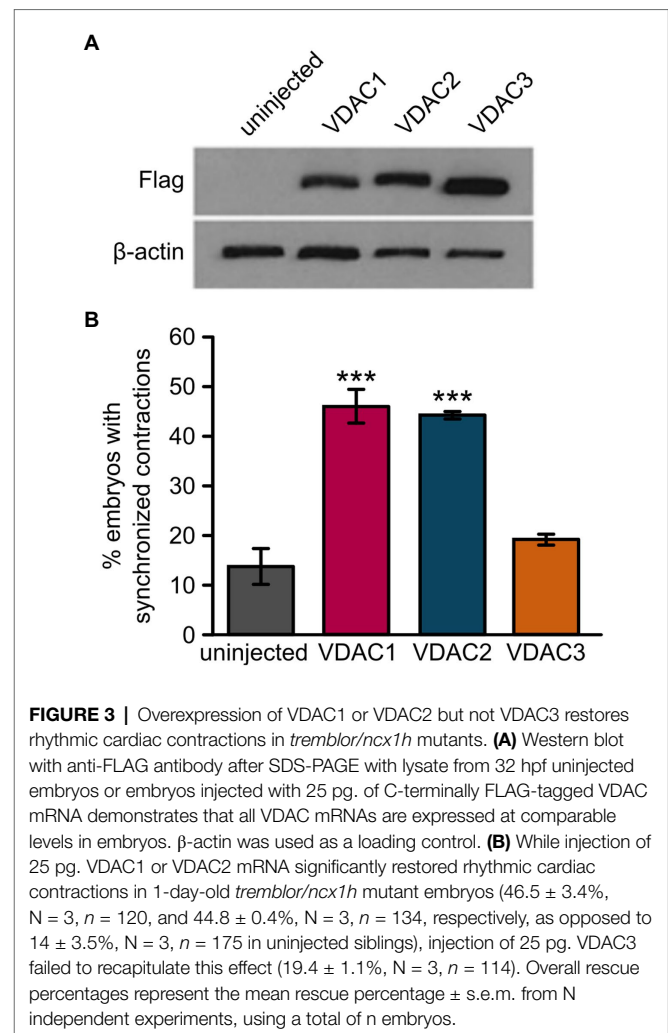 A
uninjected
VDAC1
VDAC2
VDAC3
Flag
β-actin
B
% embryos with
synchronized contractions
60
50
40
30
20
10
0
***
***
uninjected VDAC1 VDAC2 VDAC3
FIGURE 3 | Overexpression of VDAC1 or VDAC2 but not VDAC3 restores
rhythmic cardiac contractions in tremblor/ncx1h mutants. (A) Western blot
with anti-FLAG antibody after SDS-PAGE with lysate from 32 hpf uninjected
embryos or embryos injected with 25 pg. of C-terminally FLAG-tagged VDAC
mRNA demonstrates that all VDAC mRNAs are expressed at comparable
levels in embryos. β-actin was used as a loading control. (B) While injection of
25 pg. VDAC1 or VDAC2 mRNA significantly restored rhythmic cardiac
contractions in 1-day-old tremblor/ncx1h mutant embryos (46.5 ± 3.4%,
N = 3, n = 120, and 44.8 ± 0.4%, N = 3, n = 134, respectively, as opposed to
14 ± 3.5%, N = 3, n = 175 in uninjected siblings), injection of 25 pg. VDAC3
failed to recapitulate this effect (19.4 ± 1.1%, N = 3, n = 114). Overall rescue
percentages represent the mean rescue percentage ± s.e.m. from N
independent experiments, using a total of n embryos.